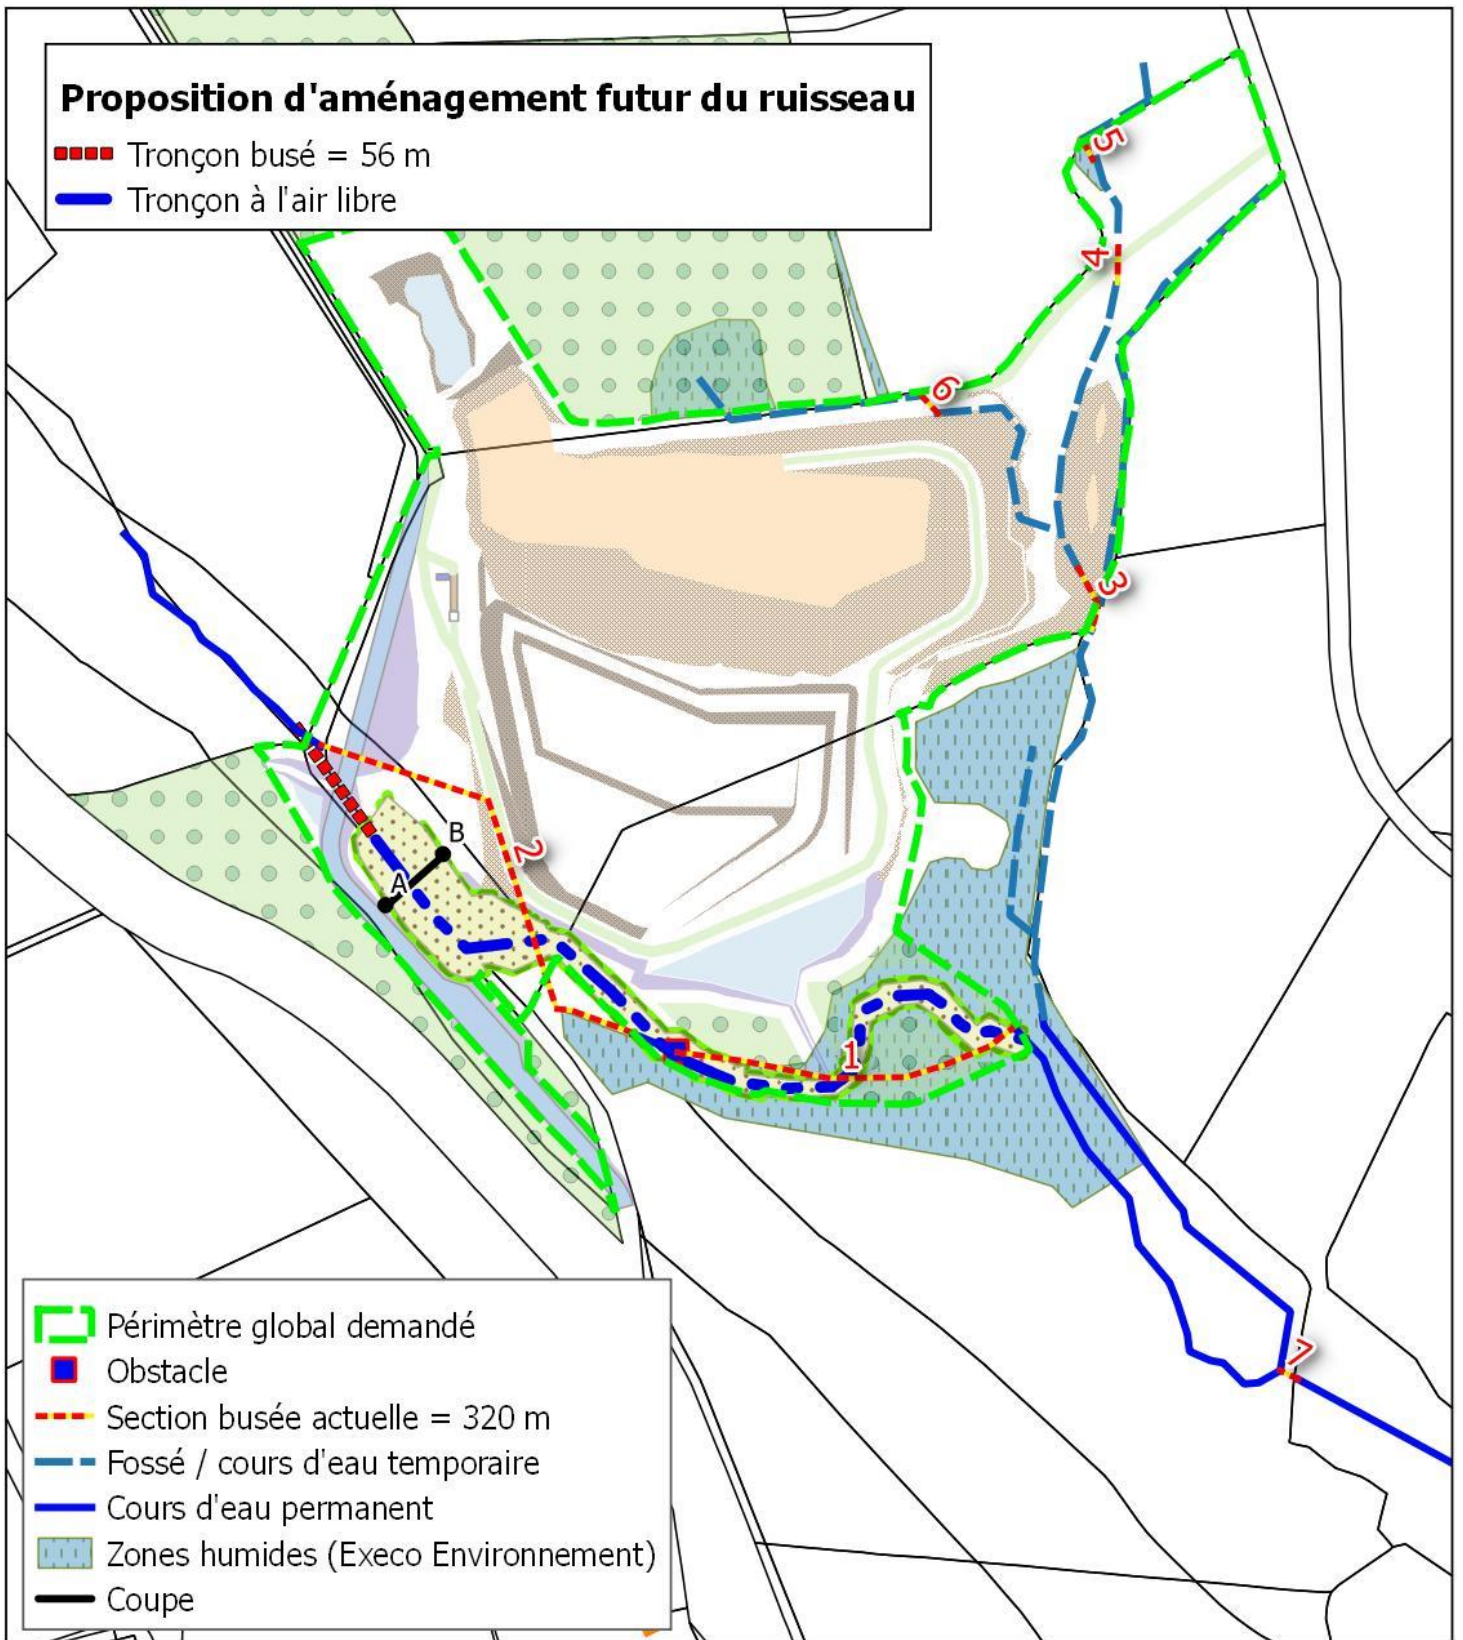 Proposition d'aménagement futur du ruisseau
Tronçon busé = 56 m
Tronçon à l'air libre
5
4
6
3
B
2
A
1
7
Périmètre global demandé
Obstacle
Section busée actuelle = 320 m
Fossé / cours d'eau temporaire
Cours d'eau permanent
Zones humides (Execo Environnement)
Coupe